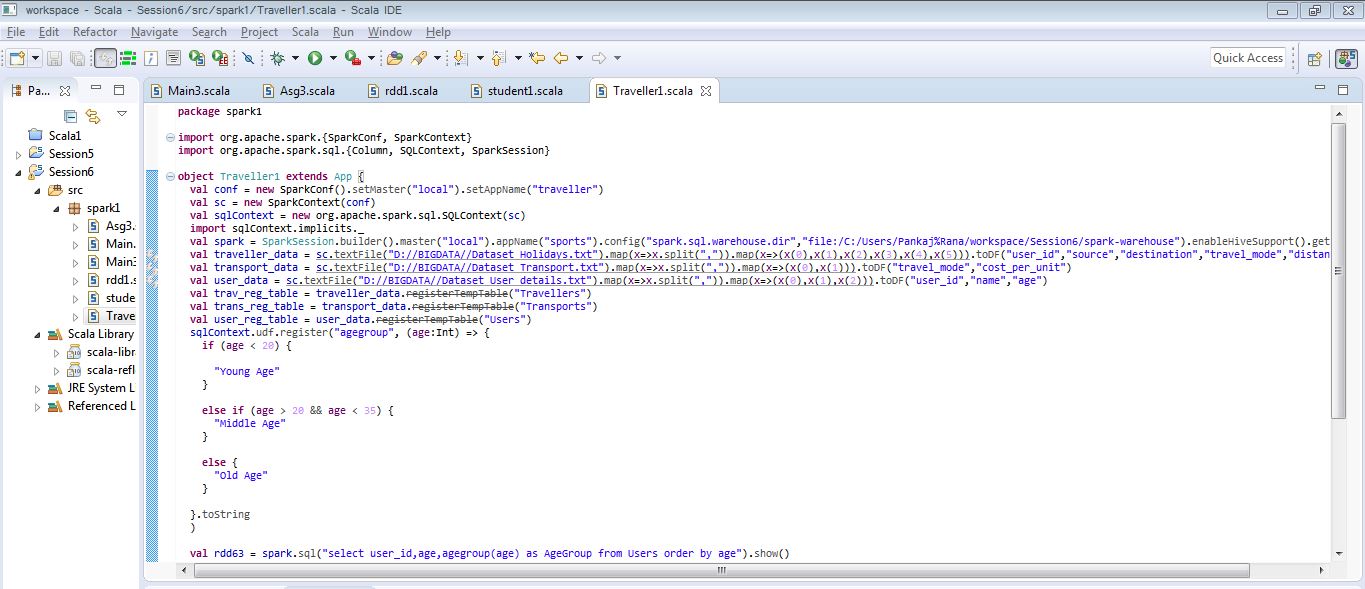 workspace - Scala - Session6/src/spark1/Traveller1.scala - Scala IDE
File Edit Refactor Navigate Search Project Scala Run Window Help
Quick Access
Pa...
Main3.scala Asg3.scala rdd1.scala student1.scala Traveller1.scala
Scala1
Session5
Session6
src
spark1
Asg3.
Main.
Main3
rdd1.s
stude
Trave
Scala Library
scala-libr
scala-refl
JRE System L
Referenced L
package spark1
import org.apache.spark.{SparkConf, SparkContext}
import org.apache.spark.sql.{Column, SQLContext, SparkSession}
object Traveller1 extends App {
val conf = new SparkConf().setMaster("local").setAppName("traveller")
val sc = new SparkContext(conf)
val sqlContext = new org.apache.spark.sql.SQLContext(sc)
import sqlContext.implicits._
val spark = SparkSession.builder().master("local").appName("sports").config("spark.sql.warehouse.dir","file:/C:/Users/Pankaj%Rana/workspace/Session6/spark-warehouse").enableHiveSupport().get
val traveller_data = sc.textFile("D://BIGDATA//Dataset_Holidays.txt").map(x=>x.split(",")).map(x=>(x(0),x(1),x(2),x(3),x(4),x(5))).toDF("user_id","source","destination","travel_mode","distan
val transport_data = sc.textFile("D://BIGDATA//Dataset_Transport.txt").map(x=>x.split(",")).map(x=>(x(0),x(1))).toDF("travel_mode","cost_per_unit")
val user_data = sc.textFile("D://BIGDATA//Dataset_User_details.txt").map(x=>x.split(",")).map(x=>(x(0),x(1),x(2))).toDF("user_id","name","age")
val trav_reg_table = traveller_data.registerTempTable("Travellers")
val trans_reg_table = transport_data.registerTempTable("Transports")
val user_reg_table = user_data.registerTempTable("Users")
sqlContext.udf.register("agegroup", (age:Int) => {
if (age < 20) {
"Young Age"
}
else if (age > 20 && age < 35) {
"Middle Age"
}
else {
"Old Age"
}
}.toString
)
val rdd63 = spark.sql("select user_id,age,agegroup(age) as AgeGroup from Users order by age").show()